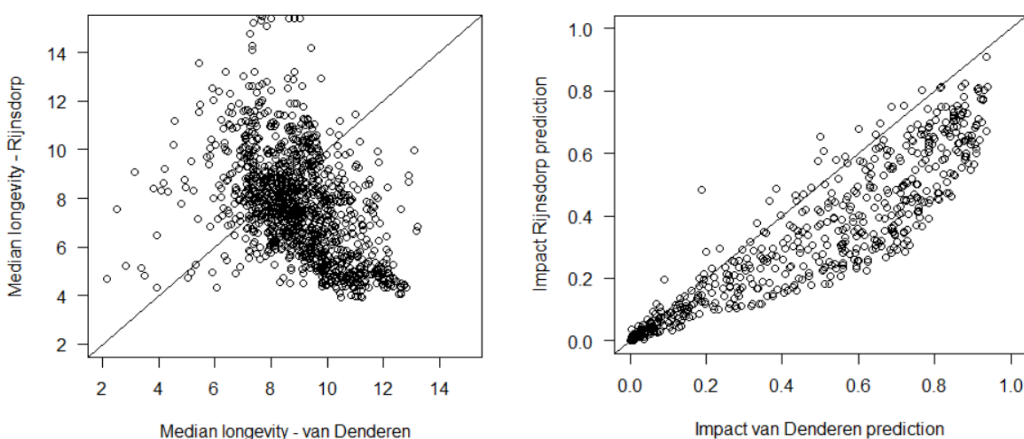 Median longevity - Rijnsdorp
14
12
10
8
6
4
2
2 4 6 8 10 12 14
Median longevity - van Denderen
Impact Rijnsdorp prediction
1.0
0.8
0.6
0.4
0.2
0.0
0.0 0.2 0.4 0.6 0.8 1.0
Impact van Denderen prediction